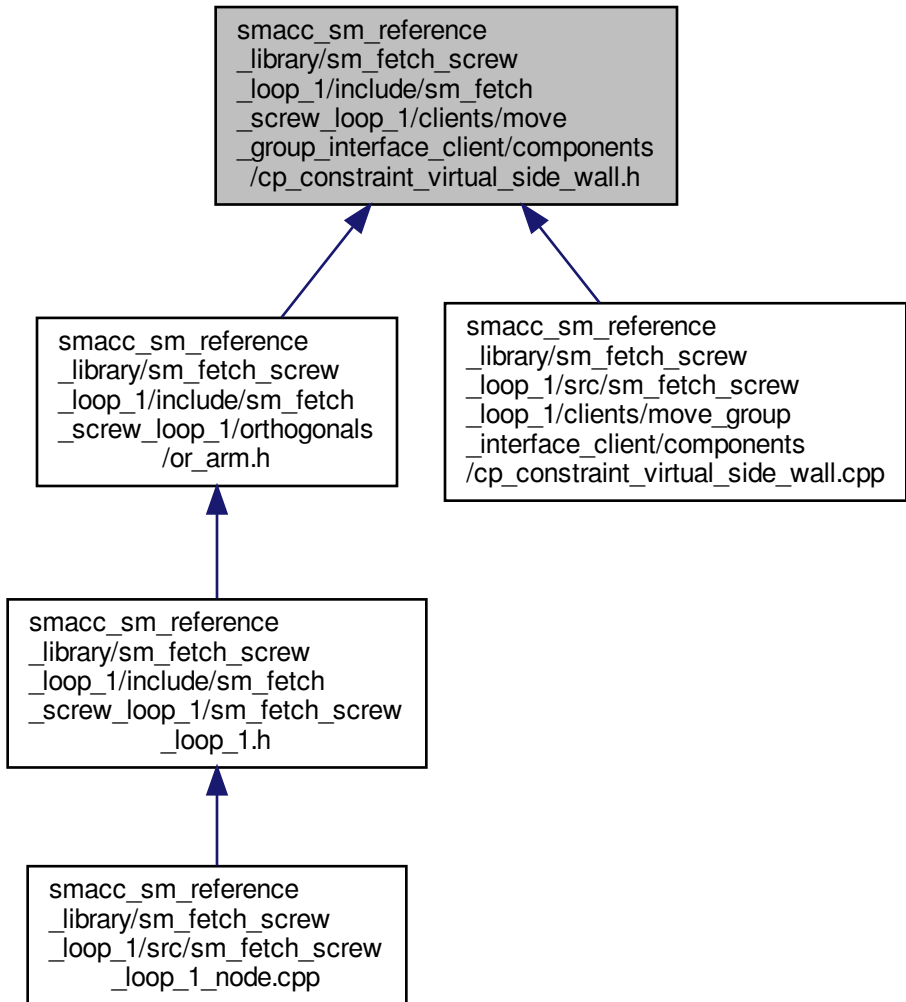 smacc_sm_reference
_library/sm_fetch_screw
_loop_1/include/sm_fetch
_screw_loop_1/clients/move
_group_interface_client/components
/cp_constraint_virtual_side_wall.h
smacc_sm_reference
_library/sm_fetch_screw
_loop_1/include/sm_fetch
_screw_loop_1/orthogonals
/or_arm.h
smacc_sm_reference
_library/sm_fetch_screw
_loop_1/src/sm_fetch_screw
_loop_1/clients/move_group
_interface_client/components
/cp_constraint_virtual_side_wall.cpp
smacc_sm_reference
_library/sm_fetch_screw
_loop_1/include/sm_fetch
_screw_loop_1/sm_fetch_screw
_loop_1.h
smacc_sm_reference
_library/sm_fetch_screw
_loop_1/src/sm_fetch_screw
_loop_1_node.cpp